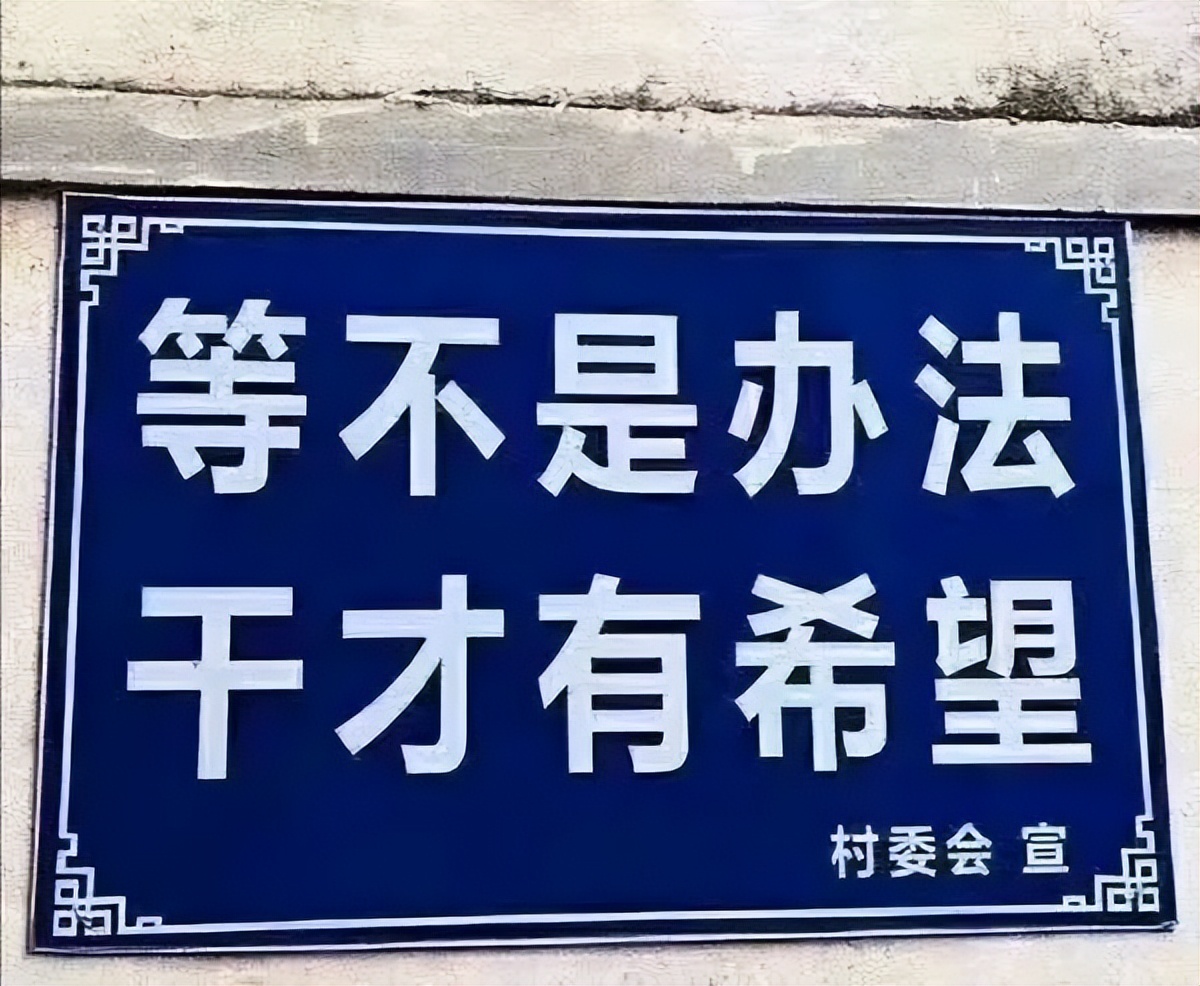 等不是办法
干才有希望
村委会 宣